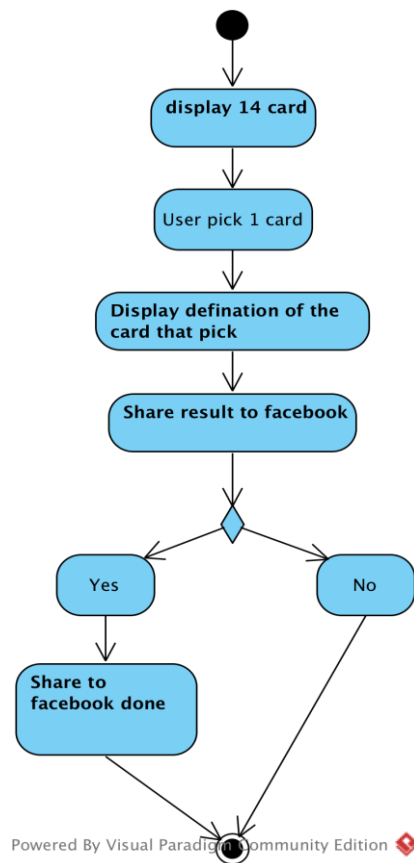 display 14 card
User pick 1 card
Display defination of the
card that pick
Share result to facebook
Yes
No
Share to
facebook done
Powered By Visual Paradigm Community Edition